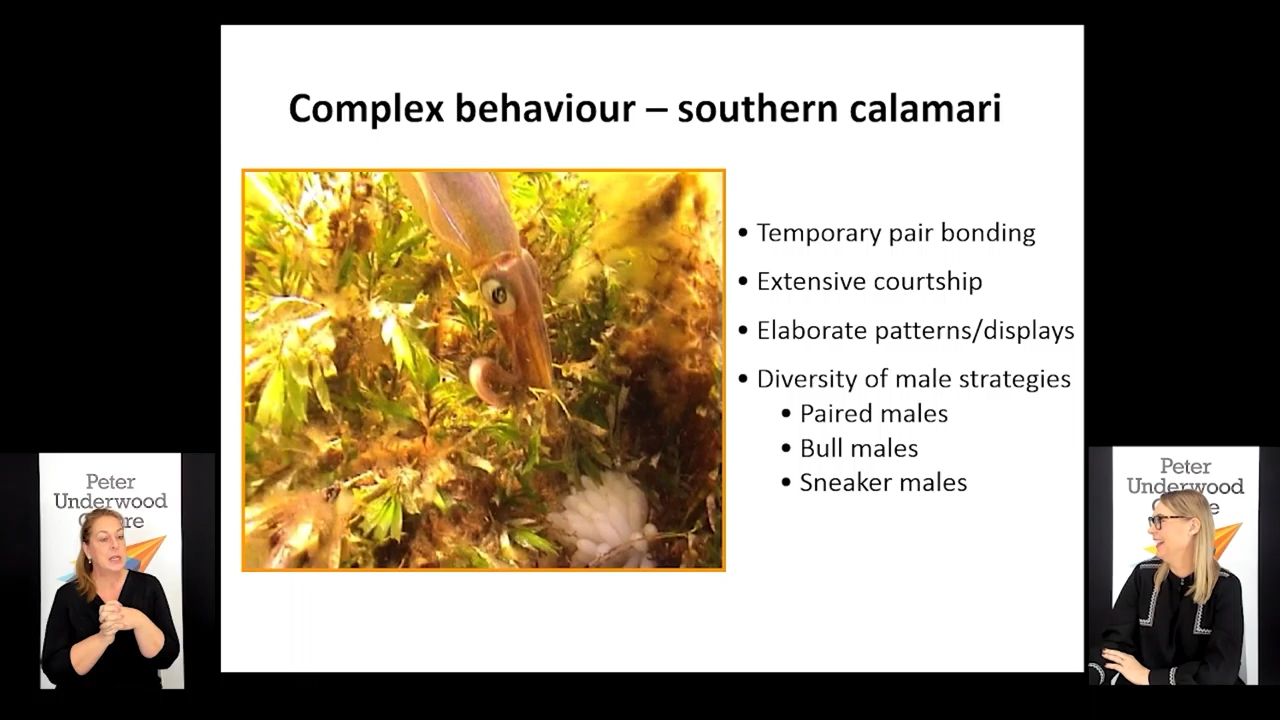 Complex behaviour – southern calamari
• Temporary pair bonding
• Extensive courtship
• Elaborate patterns/displays
• Diversity of male strategies
• Paired males
• Bull males
• Sneaker males
Peter
Underwood
Peter
Underwood